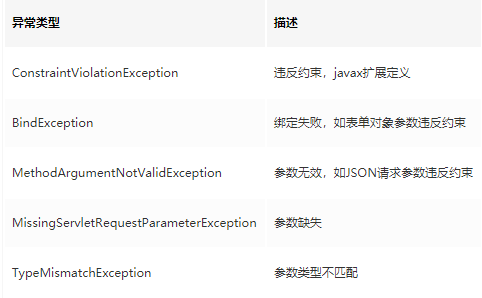 异常类型 描述
ConstraintViolationException 违反约束，javax扩展定义
BindException 绑定失败，如表单对象参数违反约束
MethodArgumentNotValidException 参数无效，如JSON请求参数违反约束
MissingServletRequestParameterException 参数缺失
TypeMismatchException 参数类型不匹配